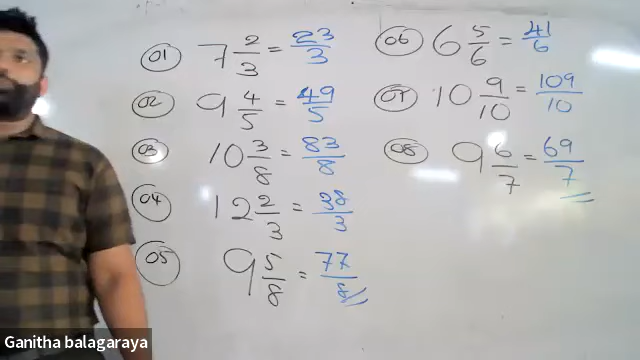 01 7 2/3 = 23/3
02 9 4/5 = 49/5
03 10 3/8 = 83/8
04 12 2/3 = 38/3
05 9 5/8 = 77/8
06 6 5/6 = 41/6
07 10 9/10 = 109/10
08 9 6/7 = 69/7
Ganitha balagaraya